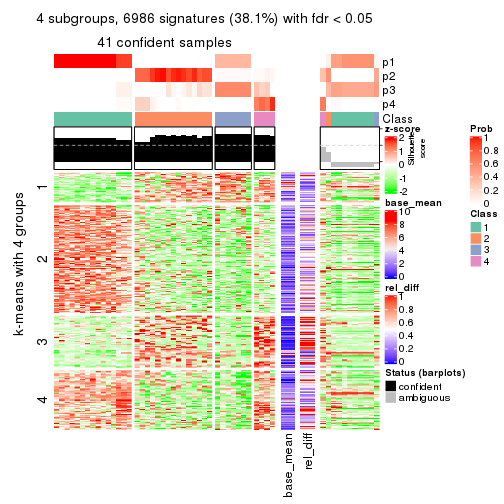 4 subgroups, 6986 signatures (38.1%) with fdr < 0.05
41 confident samples
p1
p2
p3
p4
Class
Silhouette
score
k-means with 4 groups
1
2
3
4
base_mean
rel_diff
z-score
2
1
0
-1
-2
base_mean
10
8
6
4
2
0
rel_diff
1
0.8
0.6
0.4
0.2
0
Status (barplots)
confident
ambiguous
Prob
1
0.8
0.6
0.4
0.2
0
Class
1
2
3
4